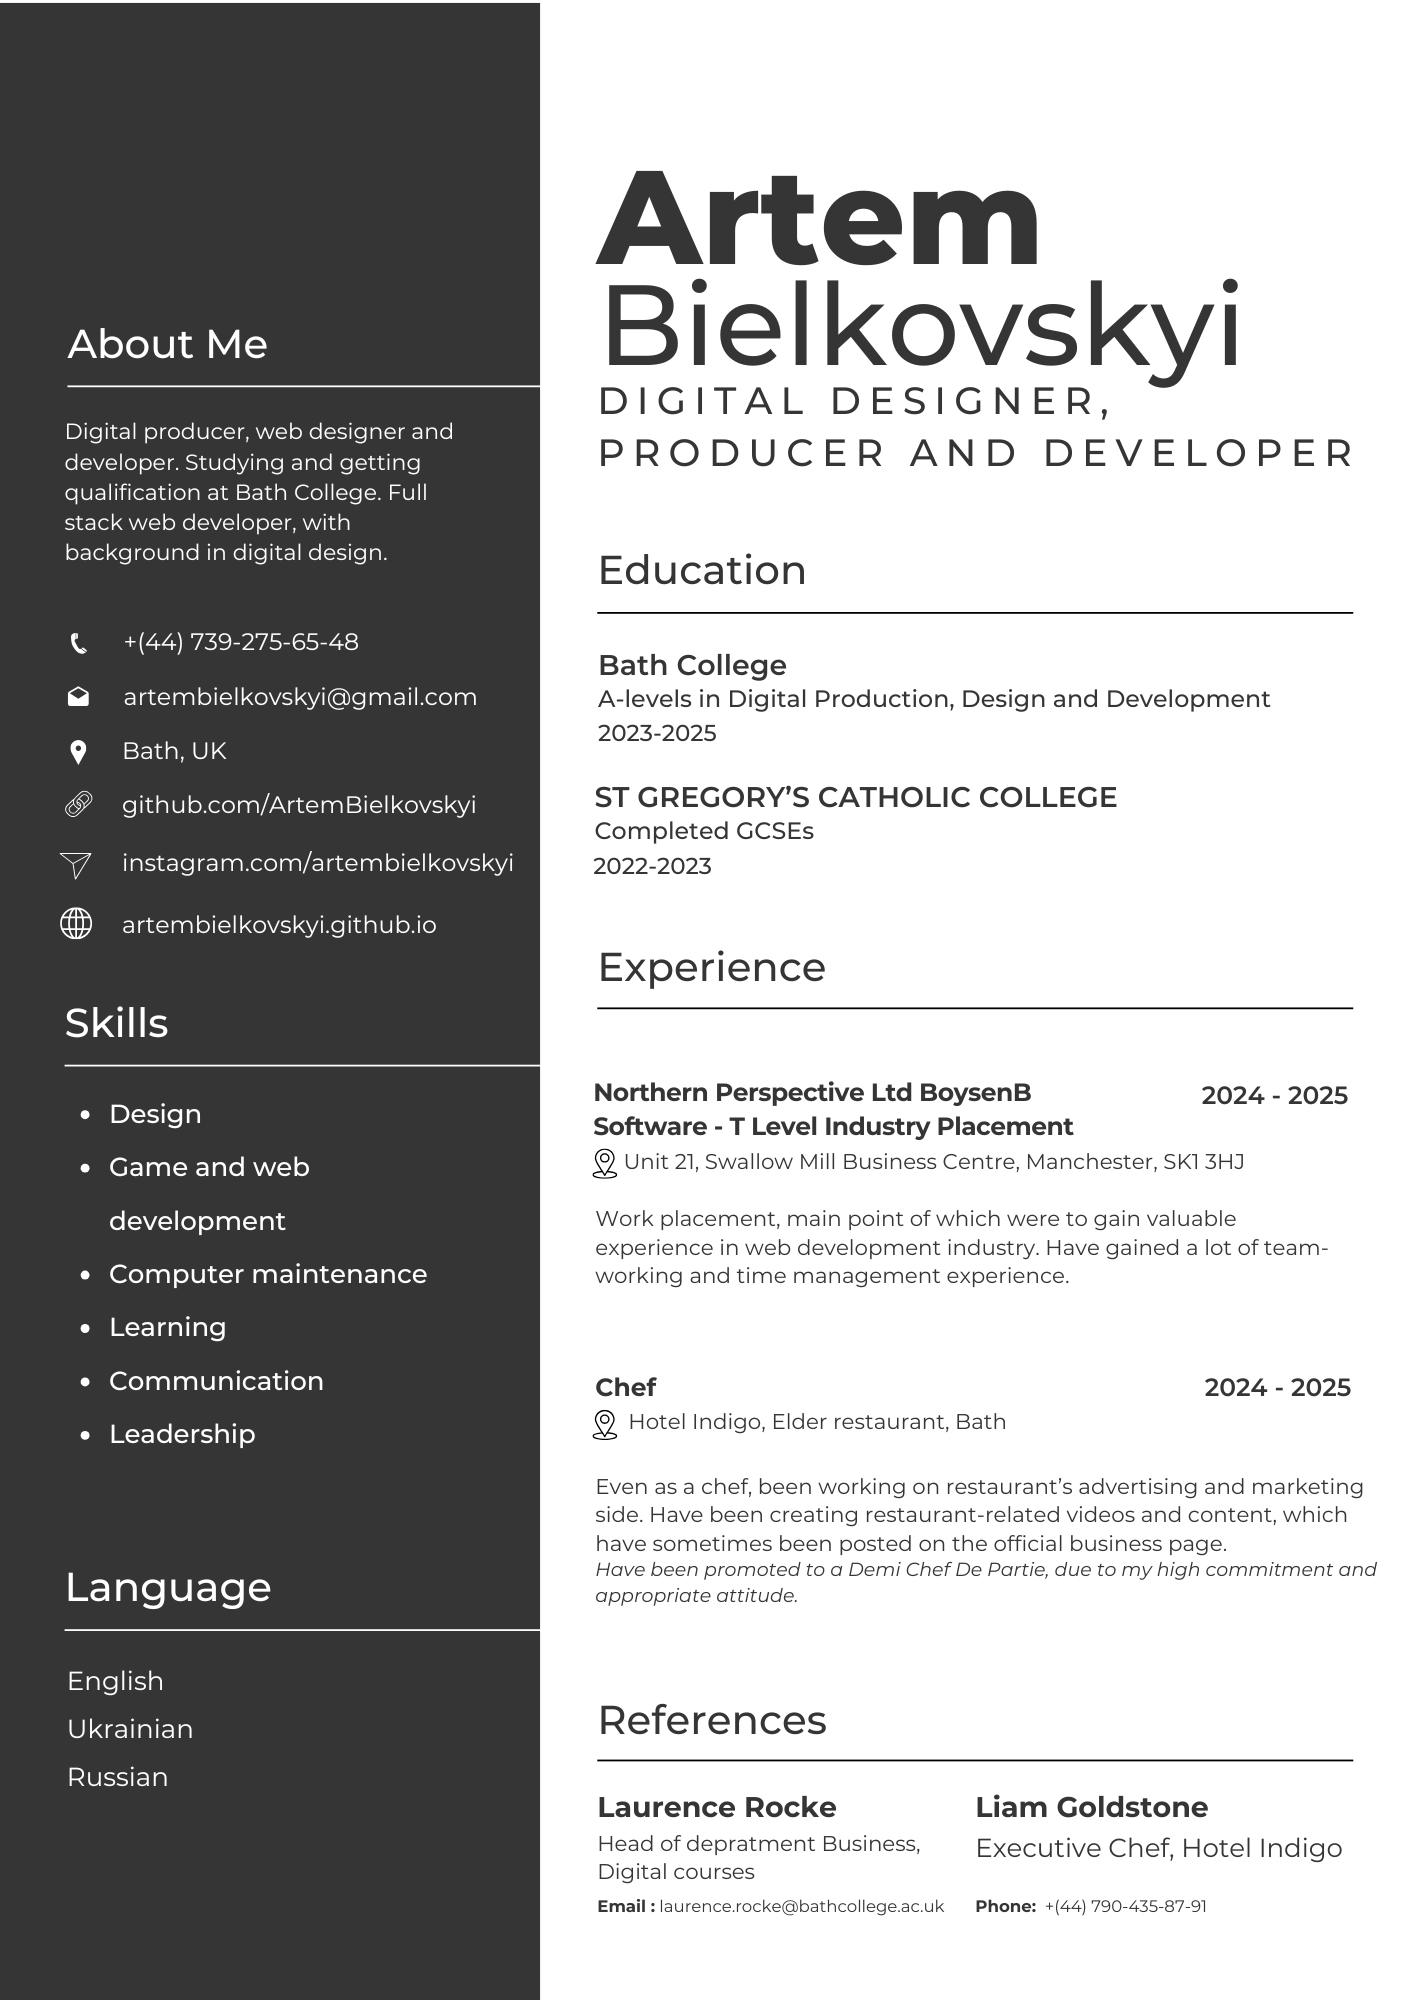 Artem
Bielkovskyi
DIGITAL DESIGNER,
PRODUCER AND DEVELOPER
About Me
Digital producer, web designer and
developer. Studying and getting
qualification at Bath College. Full
stack web developer, with
background in digital design.
+(44) 739-275-65-48
artembielkovskyi@gmail.com
Bath, UK
github.com/ArtemBielkovskyi
instagram.com/artembielkovskyi
artembielkovskyi.github.io
Skills
• Design
• Game and web
development
• Computer maintenance
• Learning
• Communication
• Leadership
Language
English
Ukrainian
Russian
Education
Bath College
A-levels in Digital Production, Design and Development
2023-2025
ST GREGORY’S CATHOLIC COLLEGE
Completed GCSEs
2022-2023
Experience
Northern Perspective Ltd BoysenB 2024 - 2025
Software - T Level Industry Placement
Unit 21, Swallow Mill Business Centre, Manchester, SK1 3HJ
Work placement, main point of which were to gain valuable
experience in web development industry. Have gained a lot of team-
working and time management experience.
Chef 2024 - 2025
Hotel Indigo, Elder restaurant, Bath
Even as a chef, been working on restaurant’s advertising and marketing
side. Have been creating restaurant-related videos and content, which
have sometimes been posted on the official business page.
Have been promoted to a Demi Chef De Partie, due to my high commitment and
appropriate attitude.
References
Laurence Rocke
Head of depratment Business,
Digital courses
Email : laurence.rocke@bathcollege.ac.uk
Liam Goldstone
Executive Chef, Hotel Indigo
Phone: +(44) 790-435-87-91